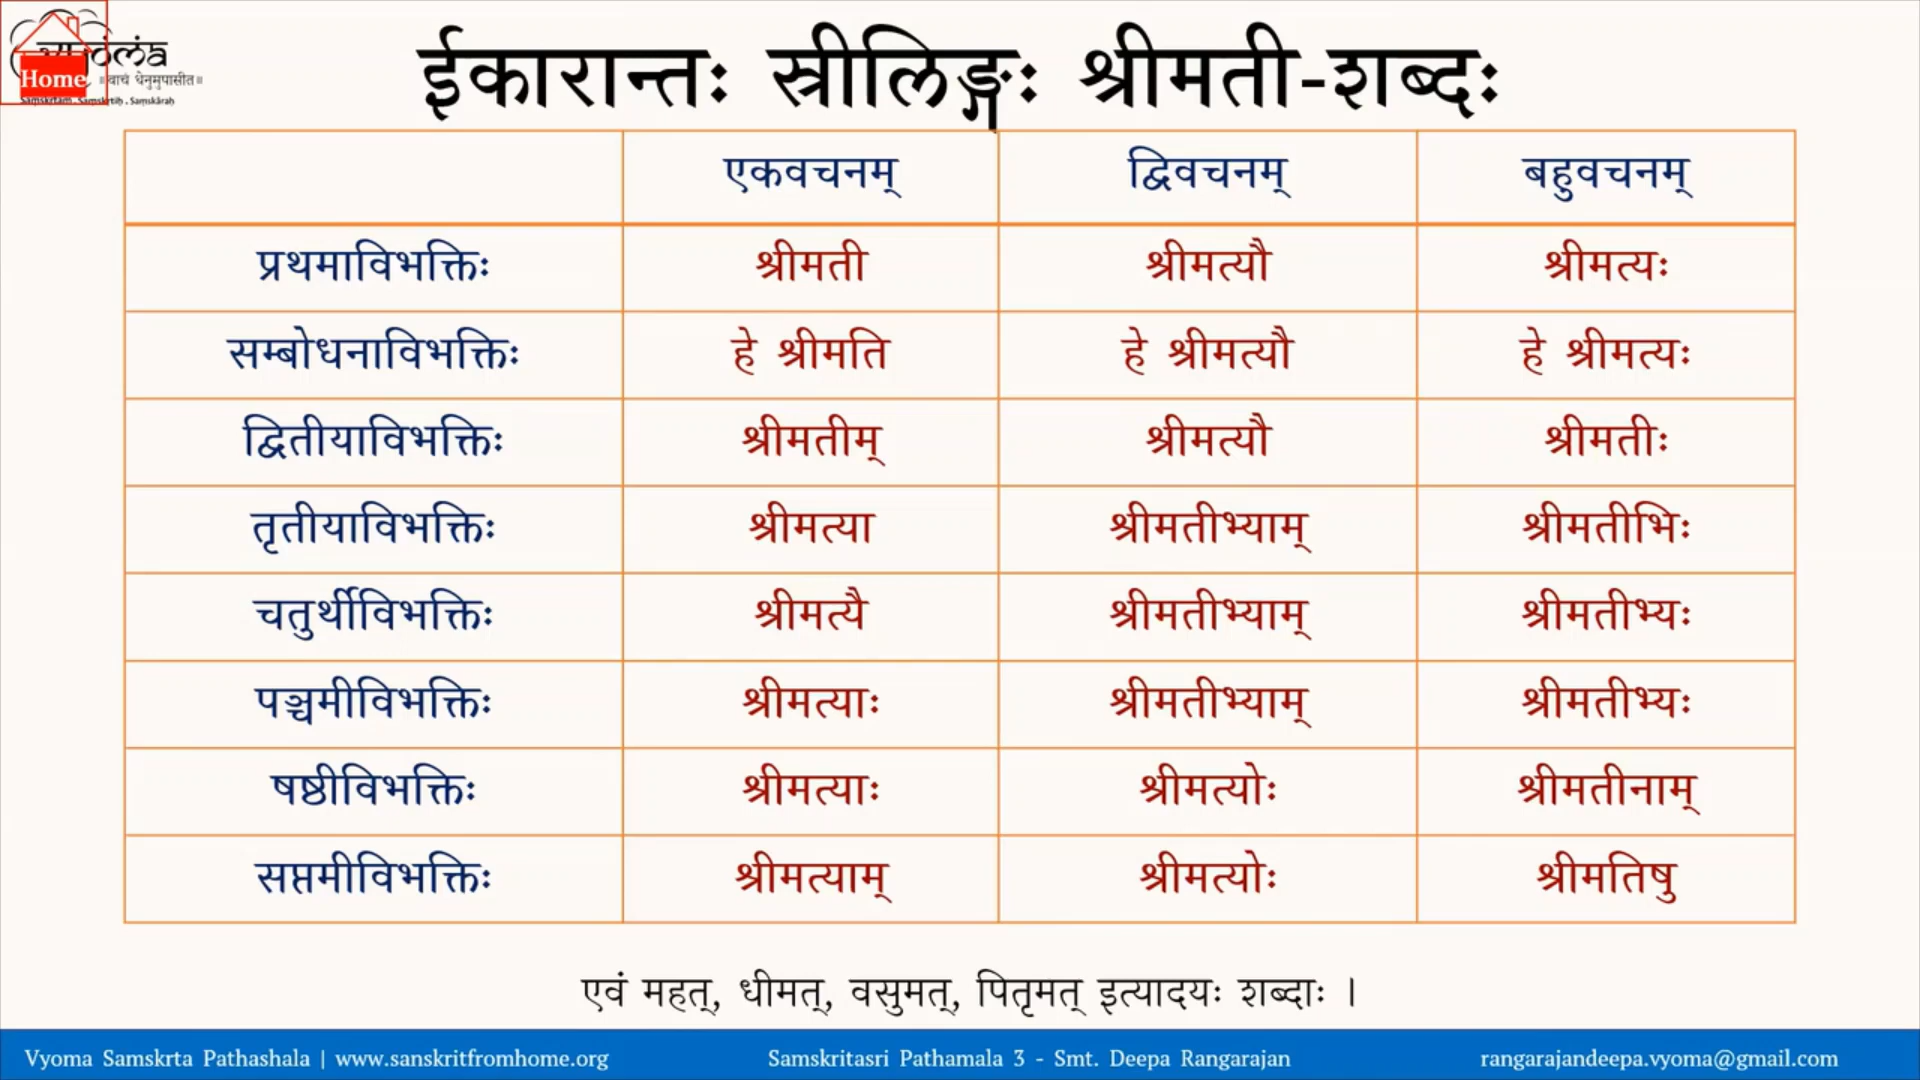 Home
॥ वाचं धेनुमुपासीत॥
Samskrtam . Samskrtih . Samskārah
ईकारान्तः स्रीलिङ्गः श्रीमती-शब्दः
एकवचनम् द्विवचनम् बहुवचनम्
प्रथमाविभक्तिः श्रीमती श्रीमत्यौ श्रीमत्यः
सम्बोधनाविभक्तिः हे श्रीमति हे श्रीमत्यौ हे श्रीमत्यः
द्वितीयाविभक्तिः श्रीमतीम् श्रीमत्यौ श्रीमतीः
तृतीयाविभक्तिः श्रीमत्या श्रीमतीभ्याम् श्रीमतीभिः
चतुर्थीविभक्तिः श्रीमत्यै श्रीमतीभ्याम् श्रीमतीभ्यः
पञ्चमीविभक्तिः श्रीमत्याः श्रीमतीभ्याम् श्रीमतीभ्यः
षष्ठीविभक्तिः श्रीमत्याः श्रीमत्योः श्रीमतीनाम्
सप्तमीविभक्तिः श्रीमत्याम् श्रीमत्योः श्रीमतिषु
एवं महत्, धीमत्, वसुमत्, पितृमत् इत्यादयः शब्दाः ।
Vyoma Samskrta Pathashala | www.sanskritfromhome.org Samskritasri Pathamala 3 - Smt. Deepa Rangarajan rangarajandeepa.vyoma@gmail.com